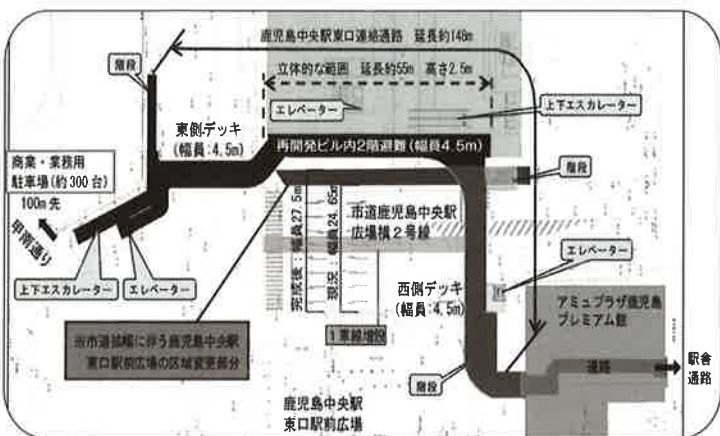 鹿児島中央駅東口連絡通路　延長約148m
階段
立体的な範囲　延長約55m　高さ2.5m
エレベーター
上下エスカレーター
東側デッキ
(幅員:4.5m)
再開発ビル内2階避難(幅員4.5m)
商業・業務用
駐車場(約300台)
100m先
甲南通り
階段
完成後:幅員27.5m
現況:幅員24.65m
市道鹿児島中央駅
広場横2号線
エレベーター
上下エスカレーター
エレベーター
西側デッキ
(幅員:4.5m)
アミュプラザ鹿児島
プレミアム館
※市道拡幅に伴う鹿児島中央駅
東口駅前広場の区域変更部分
1車線増設
通路
駅舎
通路
階段
鹿児島中央駅
東口駅前広場